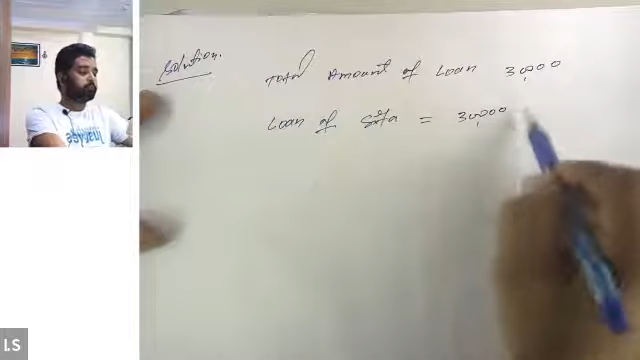 Solution.
Total Amount of Loan 30,000
Loan of Sita = 30,000
I.S